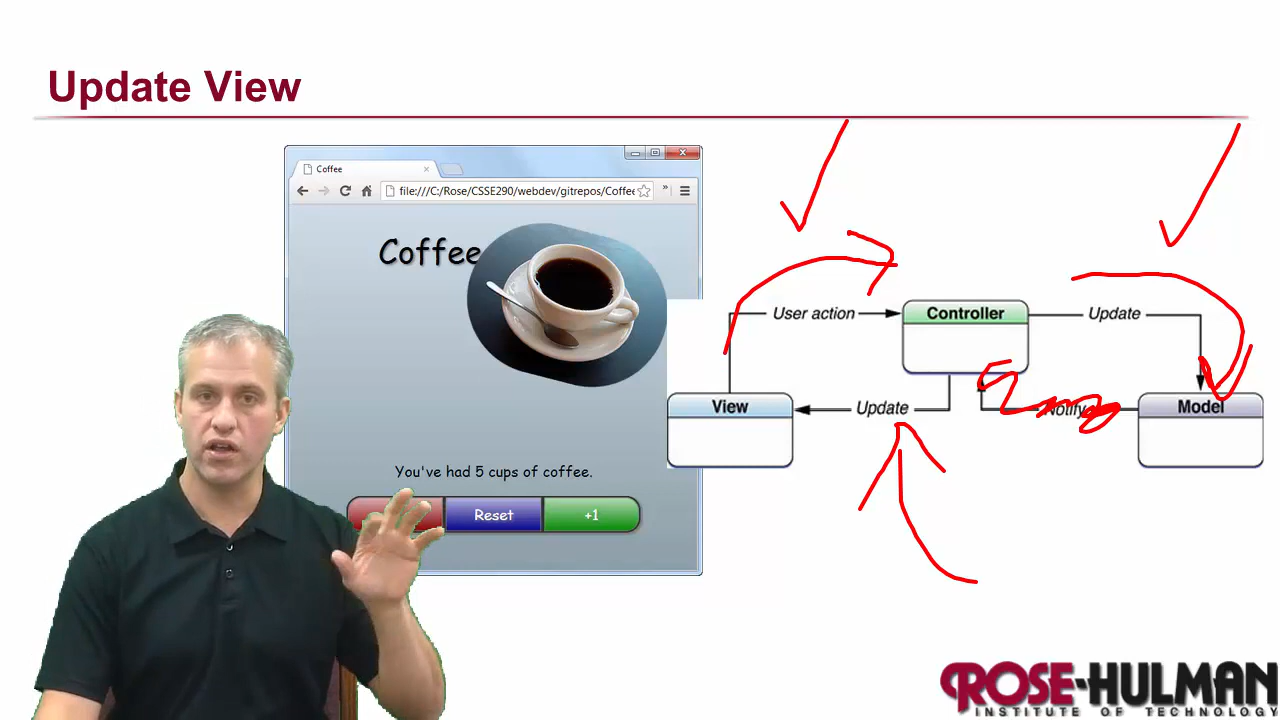 Update View
Coffee
file:///C:/Rose/CSSE290/webdev/gitrepos/Coffee
Coffee
You've had 5 cups of coffee.
Reset
+1
User action
Controller
Update
View
Update
Notify
Model
ROSE-HULMAN
INSTITUTE OF TECHNOLOGY